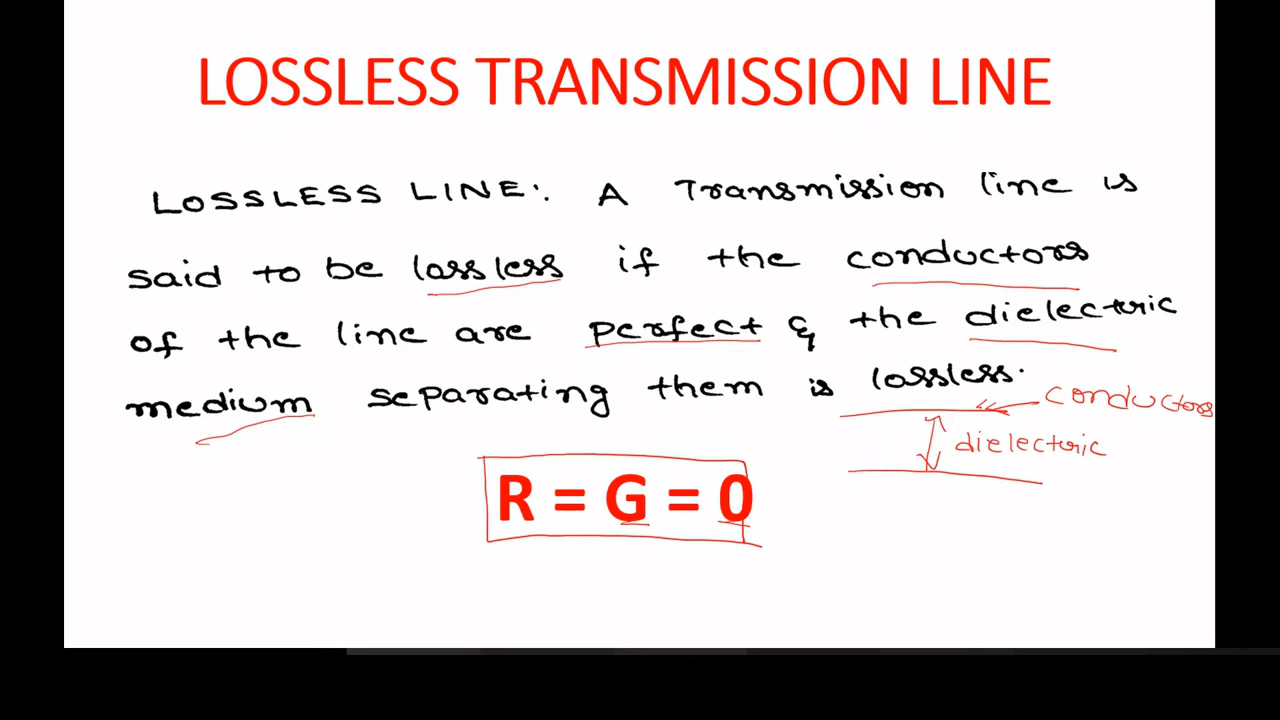 LOSSLESS TRANSMISSION LINE
LOSSLESS LINE:. A Transmission line is
said to be lossless if the conductors
of the line are perfect & the dielectric
medium separating them is lossless.
conductors
dielectric
R = G = 0